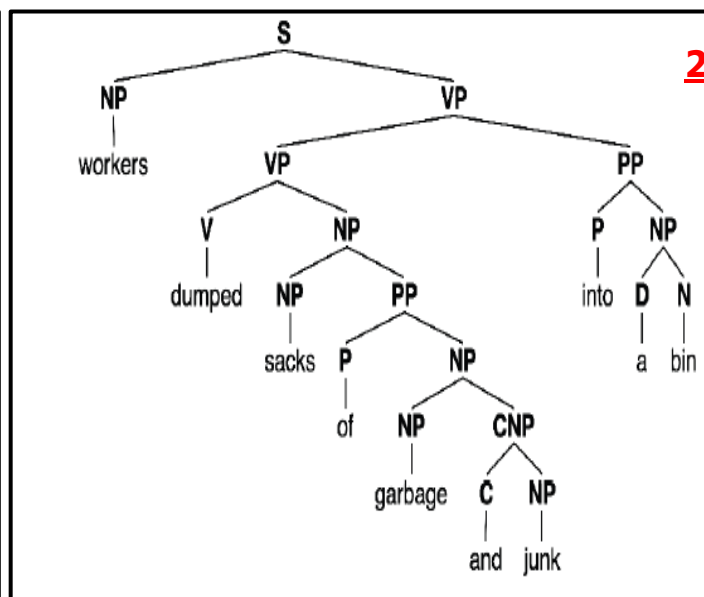 S
2
NP VP
workers VP PP
V NP P NP
dumped NP PP into D N
sacks P NP a bin
of NP CNP
garbage C NP
and junk